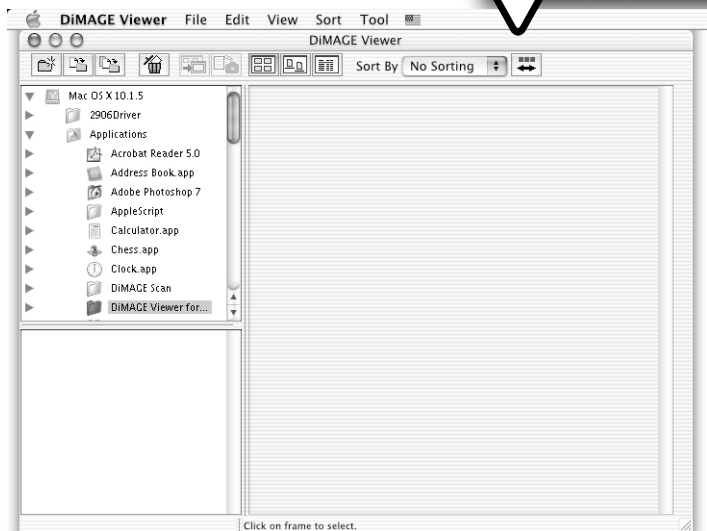 DiMAGE Viewer File Edit View Sort Tool
DiMAGE Viewer
Sort By No Sorting
Mac OS X 10.1.5
2906Driver
Applications
Acrobat Reader 5.0
Address Book.app
Adobe Photoshop 7
AppleScript
Calculator.app
Chess.app
Clock.app
DiMAGE Scan
DiMAGE Viewer for...
Click on frame to select.